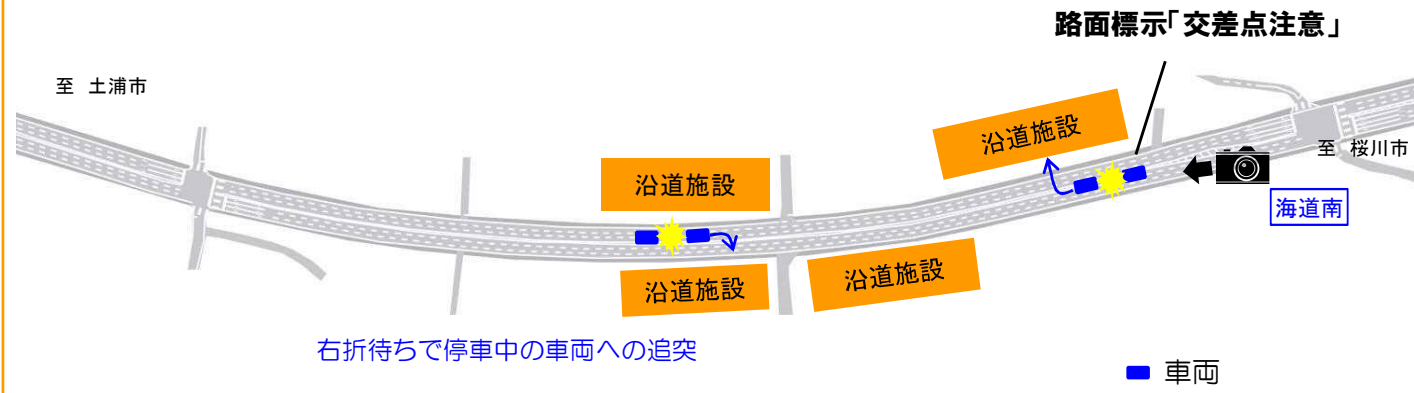 路面標示「交差点注意」
至 土浦市
沿道施設
至 桜川市
沿道施設
海道南
沿道施設
沿道施設
右折待ちで停車中の車両への追突
車両